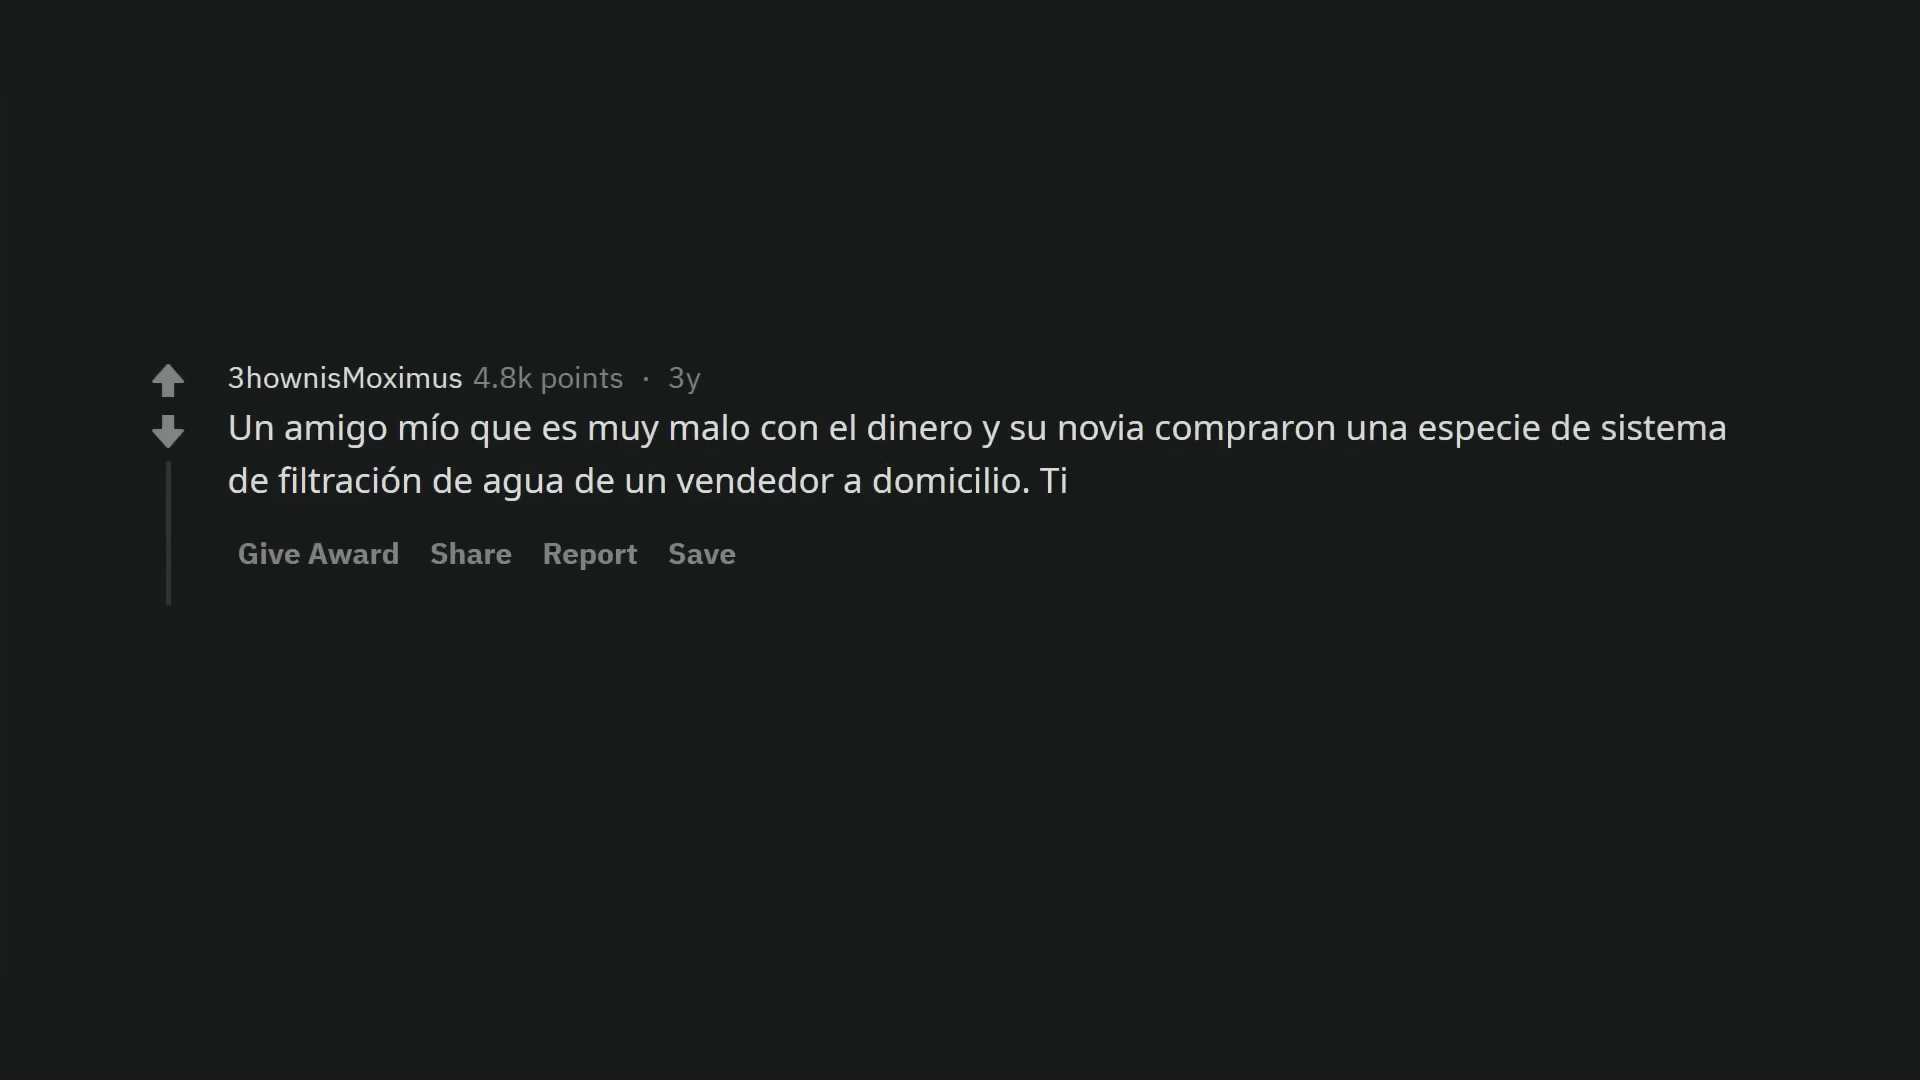 3hownisMoximus 4.8k points · 3y
Un amigo mío que es muy malo con el dinero y su novia compraron una especie de sistema
de filtración de agua de un vendedor a domicilio. Ti
Give Award Share Report Save